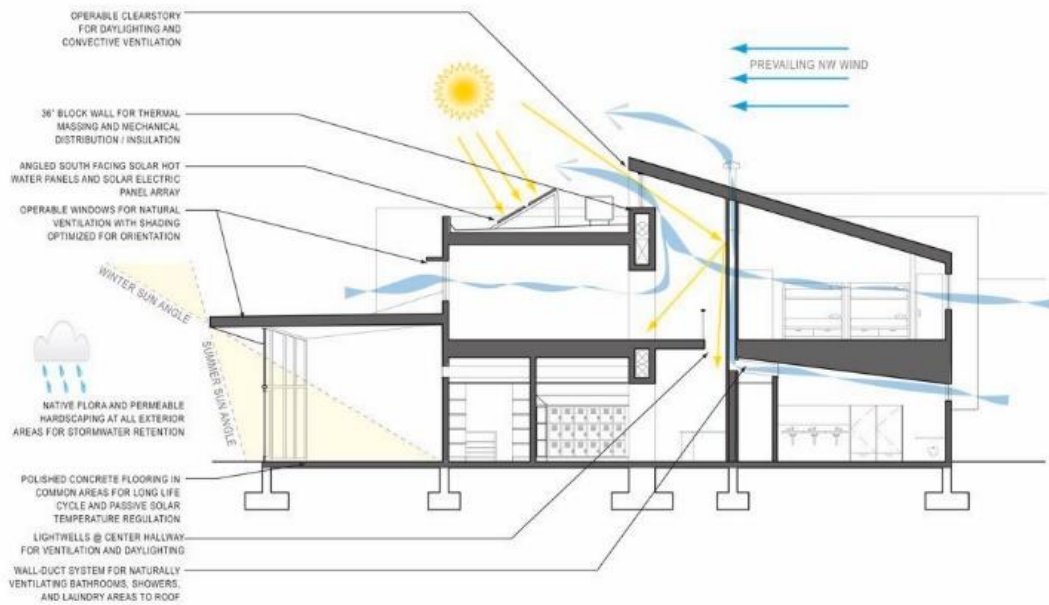 OPERABLE CLEARSTORY
FOR DAYLIGHTING AND
CONVECTIVE VENTILATION
PREVAILING NW WIND
36" BLOCK WALL FOR THERMAL
MASSING AND MECHANICAL
DISTRIBUTION / INSULATION
ANGLED SOUTH FACING SOLAR HOT
WATER PANELS AND SOLAR ELECTRIC
PANEL ARRAY
OPERABLE WINDOWS FOR NATURAL
VENTILATION WITH SHADING
OPTIMIZED FOR ORIENTATION
WINTER SUN ANGLE
SUMMER SUN ANGLE
NATIVE FLORA AND PERMEABLE
HARDSCAPING AT ALL EXTERIOR
AREAS FOR STORMWATER RETENTION
POLISHED CONCRETE FLOORING IN
COMMON AREAS FOR LONG LIFE
CYCLE AND PASSIVE SOLAR
TEMPERATURE REGULATION
LIGHTWELLS @ CENTER HALLWAY
FOR VENTILATION AND DAYLIGHTING
WALL-DUCT SYSTEM FOR NATURALLY
VENTILATING BATHROOMS, SHOWERS,
AND LAUNDRY AREAS TO ROOF